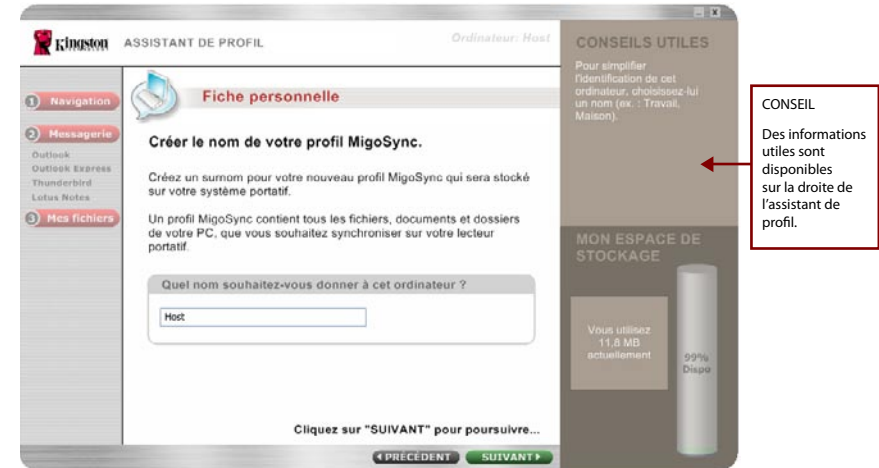 Kingston
ASSISTANT DE PROFIL
Ordinateur: Host
1 Navigation
2 Messagerie
Outlook
Outlook Express
Thunderbird
Lotus Notes
3 Mes fichiers
Fiche personnelle
Créer le nom de votre profil MigoSync.
Créez un surnom pour votre nouveau profil MigoSync qui sera stocké
sur votre système portatif.
Un profil MigoSync contient tous les fichiers, documents et dossiers
de votre PC, que vous souhaitez synchroniser sur votre lecteur
portatif.
Quel nom souhaitez-vous donner à cet ordinateur ?
Host
Cliquez sur "SUIVANT" pour poursuivre...
PRÉCÉDENT
SUIVANT
CONSEILS UTILES
Pour simplifier
l'identification de cet
ordinateur, choisissez-lui
un nom (ex. : Travail,
Maison).
MON ESPACE DE
STOCKAGE
Vous utilisez
11,8 MB
actuellement
99%
Dispo
CONSEIL
Des informations
utiles sont
disponibles
sur la droite de
l'assistant de
profil.